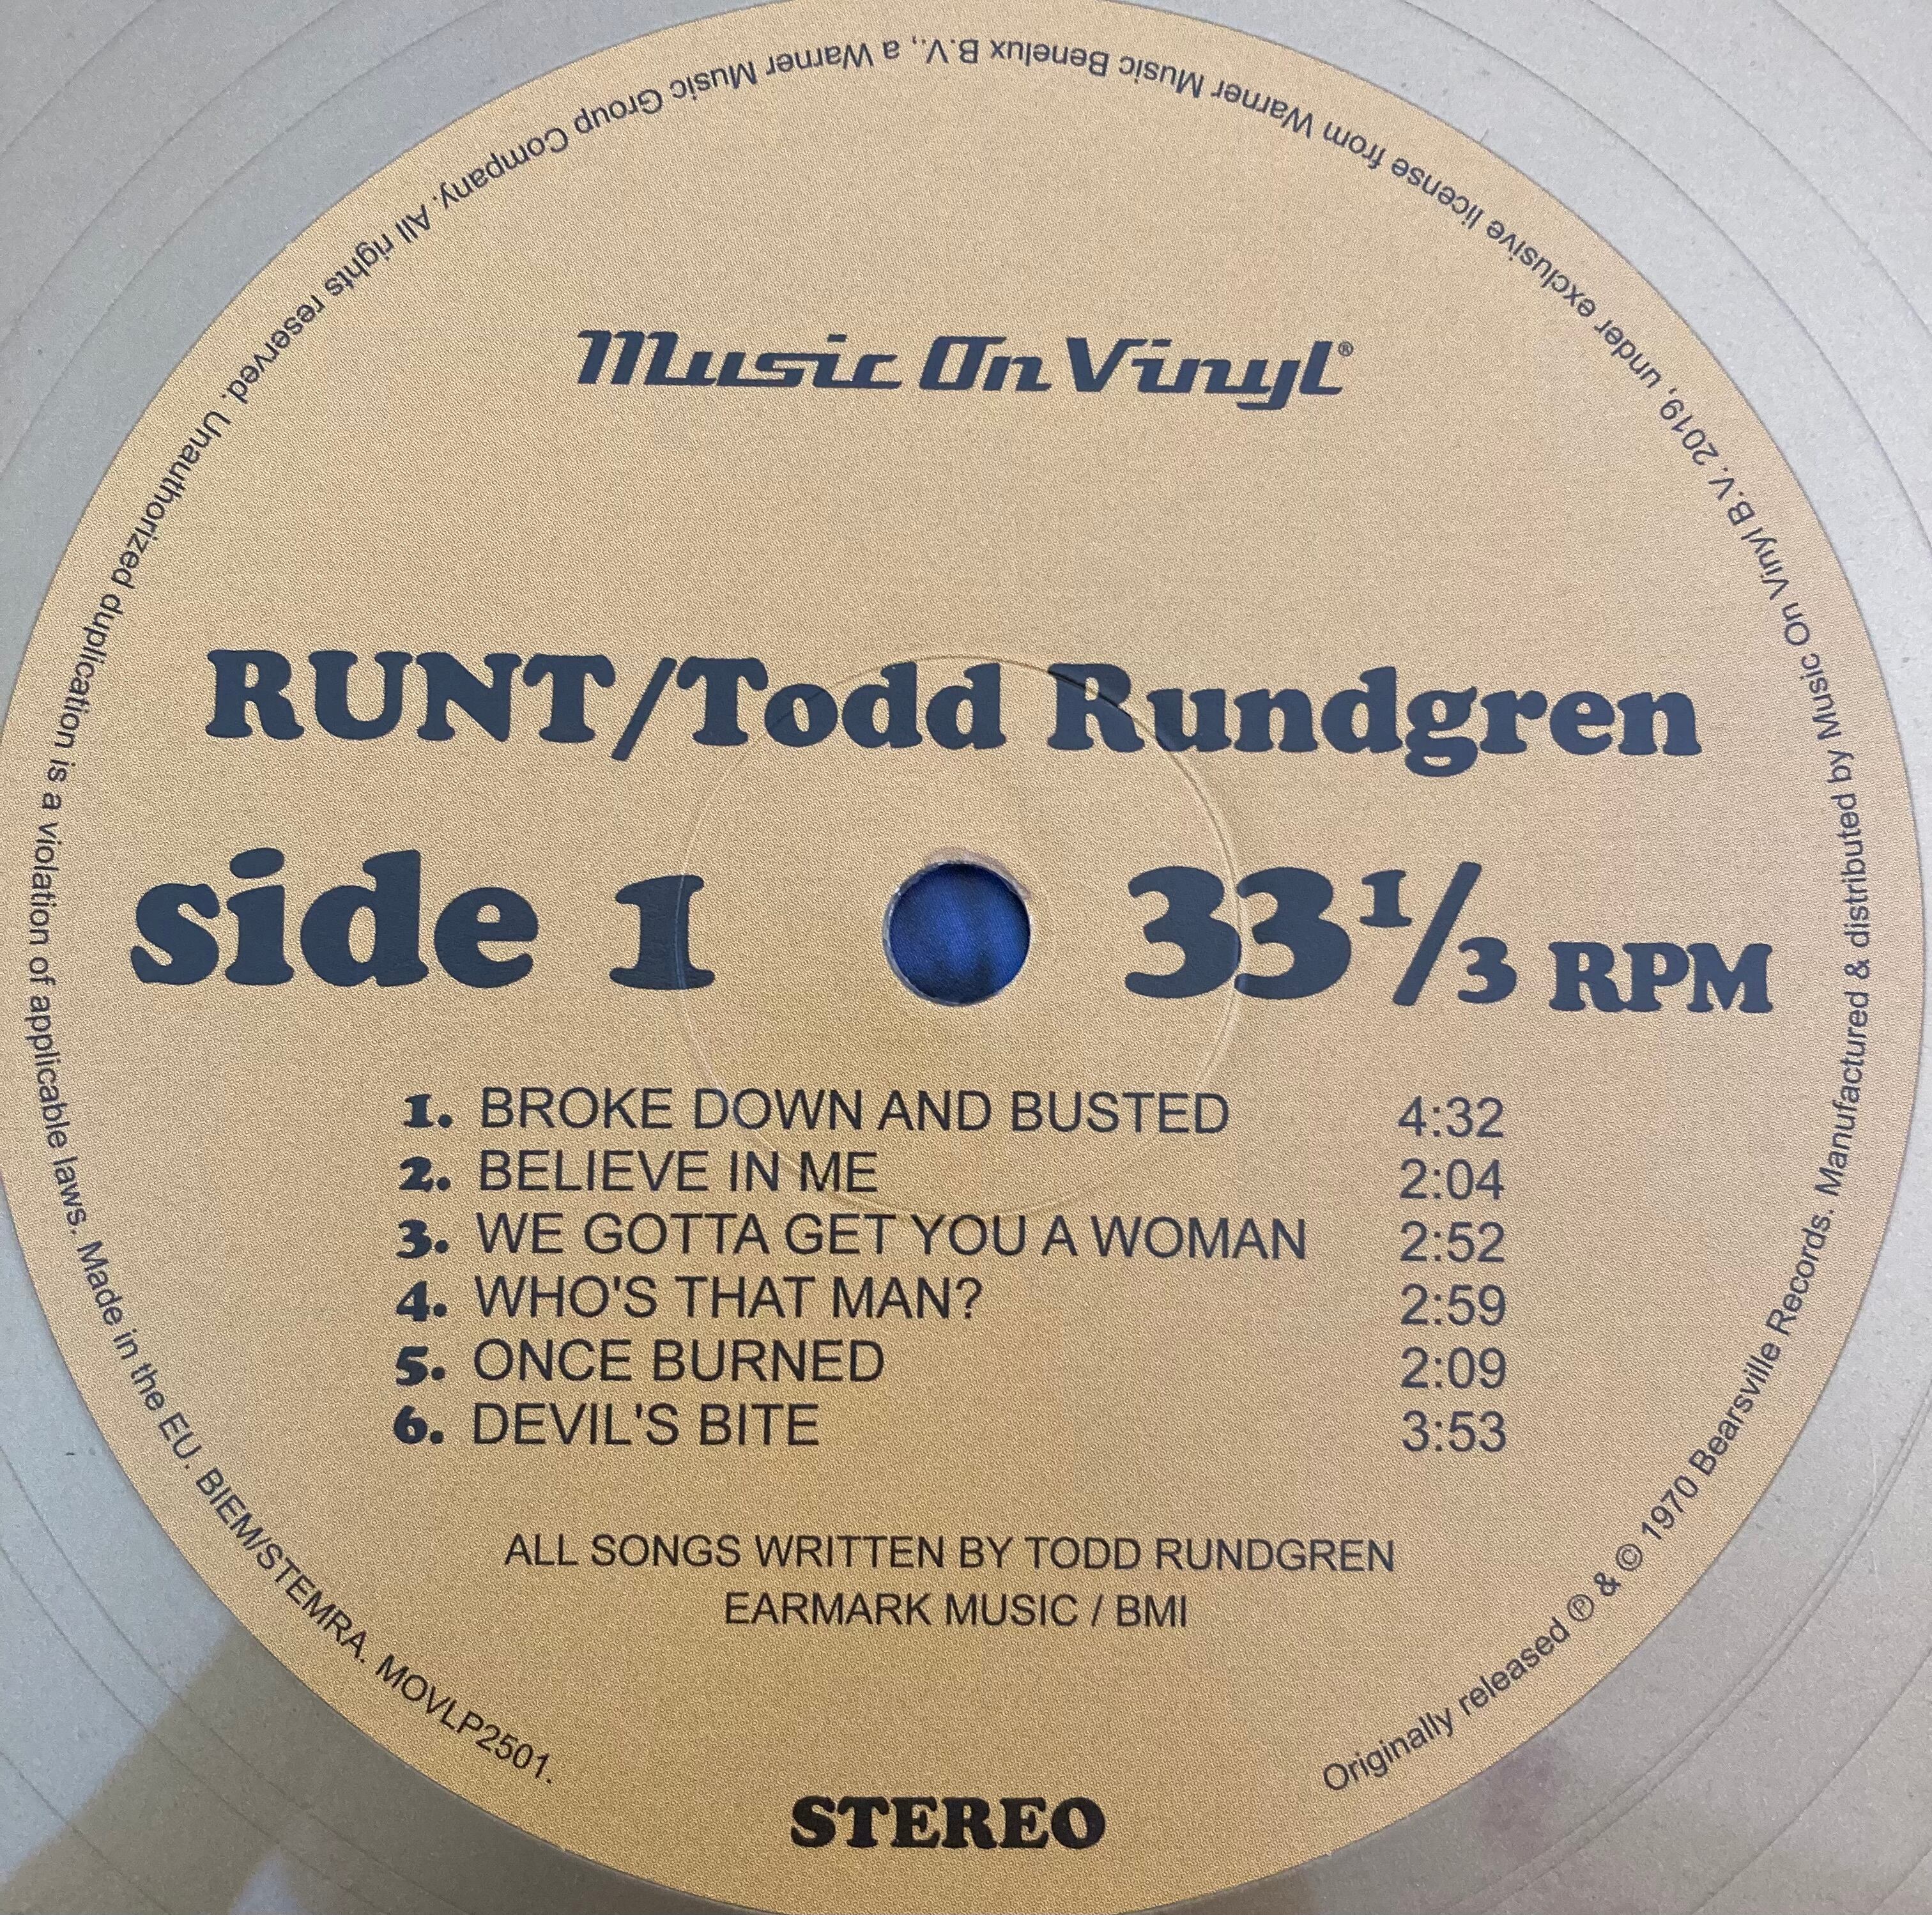 Music On Vinyl®
RUNT/Todd Rundgren
side 1
33 1/3 RPM
1. BROKE DOWN AND BUSTED 4:32
2. BELIEVE IN ME 2:04
3. WE GOTTA GET YOU A WOMAN 2:52
4. WHO'S THAT MAN? 2:59
5. ONCE BURNED 2:09
6. DEVIL'S BITE 3:53
ALL SONGS WRITTEN BY TODD RUNDGREN
EARMARK MUSIC / BMI
STEREO
Originally released ℗ & © 1970 Bearsville Records. Manufactured & distributed by Music On Vinyl B.V. 2019, under exclusive license from Warner Music Benelux B.V., a Warner Music Group Company. All rights reserved. Unauthorized duplication is a violation of applicable laws. Made in the EU. BIEM/STEMRA. MOVLP2501.